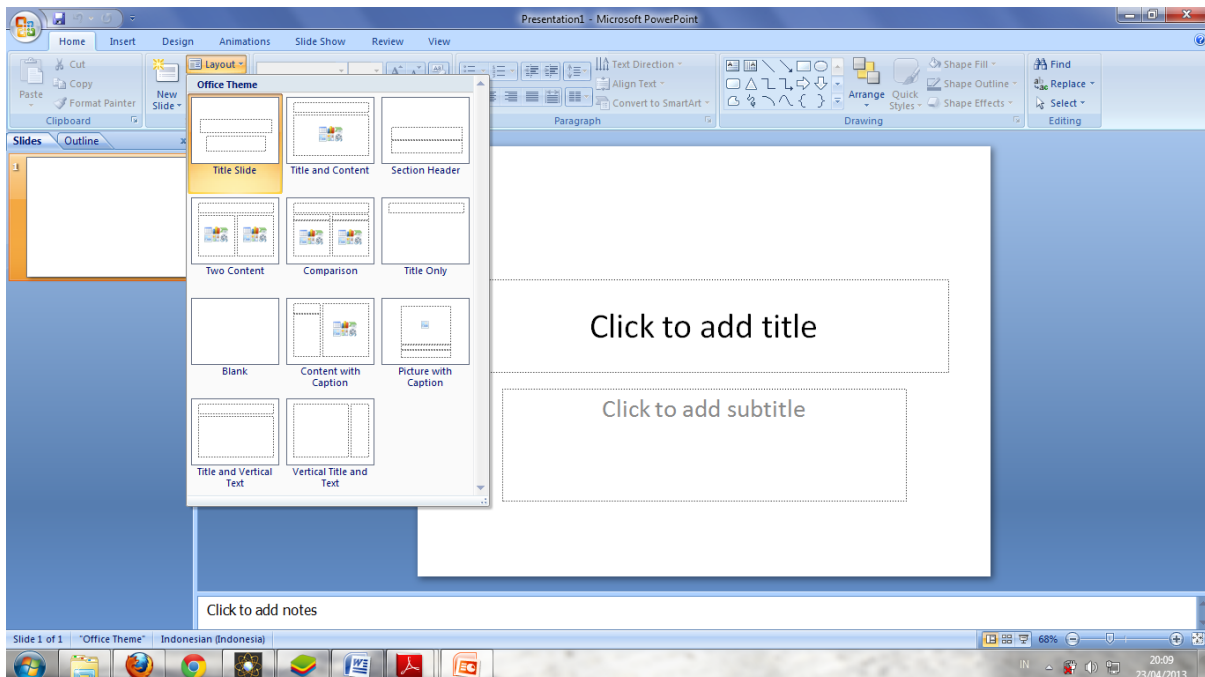 Presentation1 - Microsoft PowerPoint
Home Insert Design Animations Slide Show Review View
Cut
Copy
Format Painter
Paste
Clipboard
New
Slide
Layout
Text Direction
Align Text
Convert to SmartArt
Paragraph
Arrange
Quick
Styles
Shape Fill
Shape Outline
Shape Effects
Drawing
Find
Replace
Select
Editing
Slides Outline
1
Office Theme
Title Slide
Title and Content
Section Header
Two Content
Comparison
Title Only
Blank
Content with
Caption
Picture with
Caption
Title and Vertical
Text
Vertical Title and
Text
Click to add title
Click to add subtitle
Click to add notes
Slide 1 of 1 "Office Theme" Indonesian (Indonesia) 68%
IN
20:09
23/04/2013